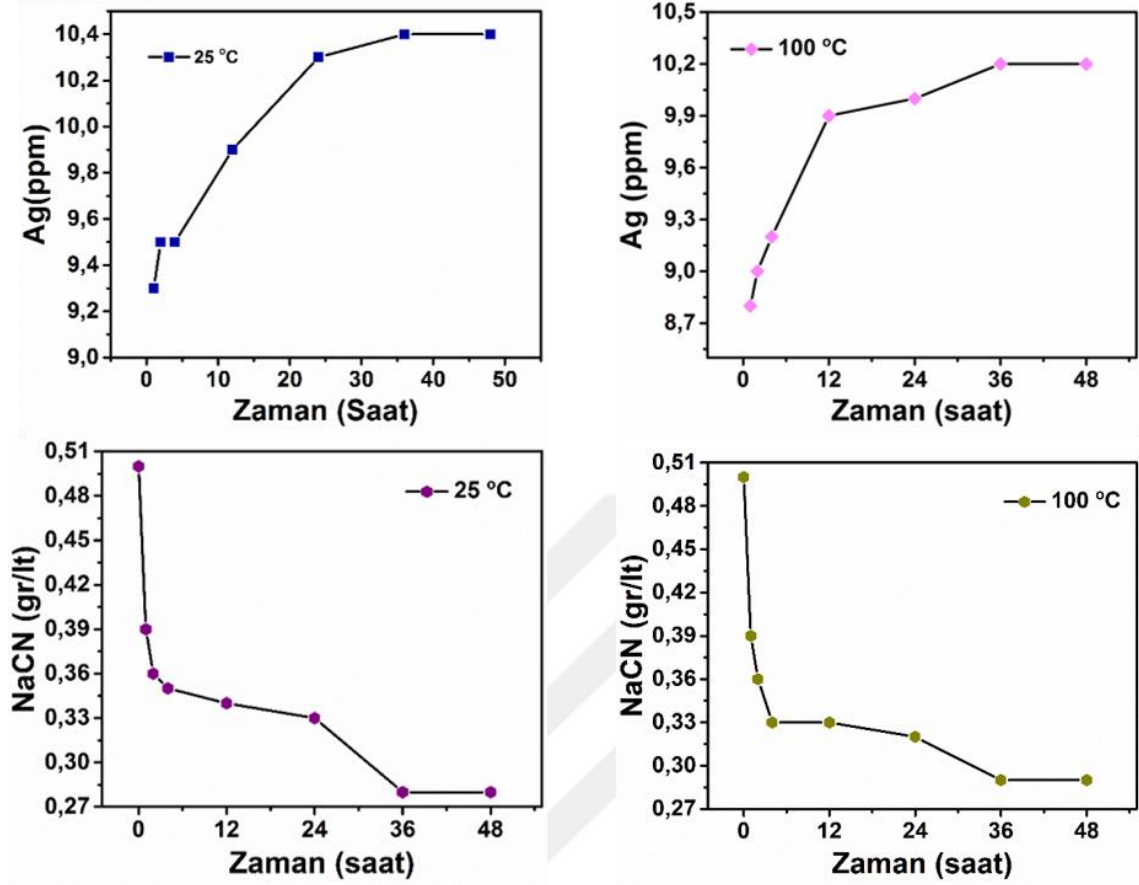 10,4
10,2
10,0
9,8
9,6
9,4
9,2
9,0
Ag(ppm)
25 °C
0 10 20 30 40 50
Zaman (Saat)
10,5
10,2
9,9
9,6
9,3
9,0
8,7
Ag (ppm)
100 °C
0 12 24 36 48
Zaman (saat)
0,51
0,48
0,45
0,42
0,39
0,36
0,33
0,30
0,27
NaCN (gr/lt)
25 °C
0 12 24 36 48
Zaman (saat)
0,51
0,48
0,45
0,42
0,39
0,36
0,33
0,30
0,27
NaCN (gr/lt)
100 °C
0 12 24 36 48
Zaman (saat)